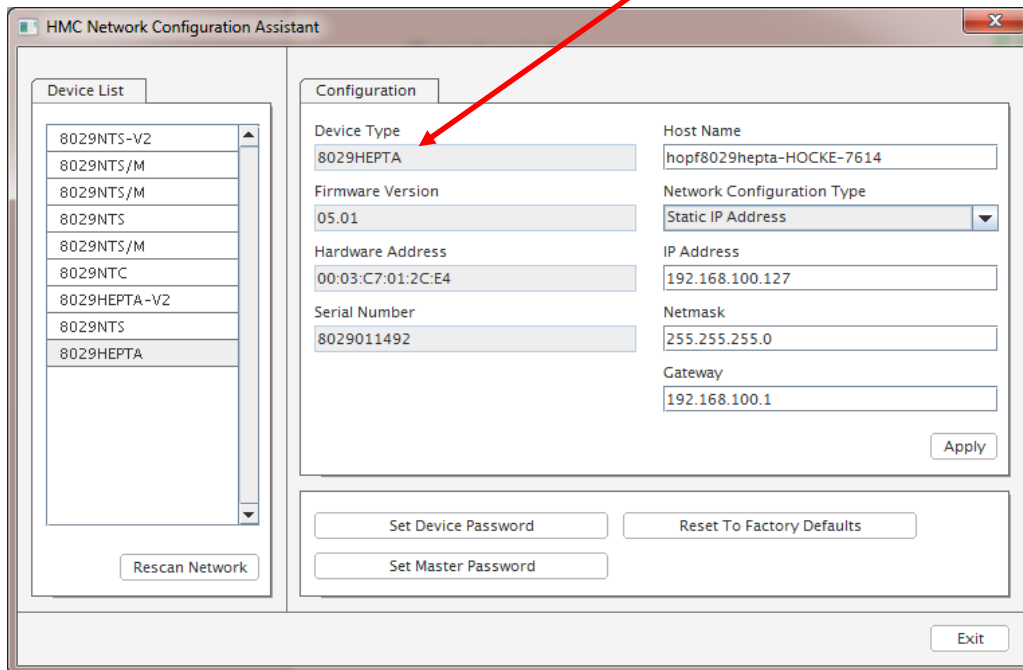 HMC Network Configuration Assistant
Device List
8029NTS-V2
8029NTS/M
8029NTS/M
8029NTS
8029NTS/M
8029NTC
8029HEPTA-V2
8029NTS
8029HEPTA
Rescan Network
Configuration
Device Type
8029HEPTA
Firmware Version
05.01
Hardware Address
00:03:C7:01:2C:E4
Serial Number
8029011492
Host Name
hopf8029hepta-HOCKE-7614
Network Configuration Type
Static IP Address
IP Address
192.168.100.127
Netmask
255.255.255.0
Gateway
192.168.100.1
Apply
Set Device Password
Reset To Factory Defaults
Set Master Password
Exit